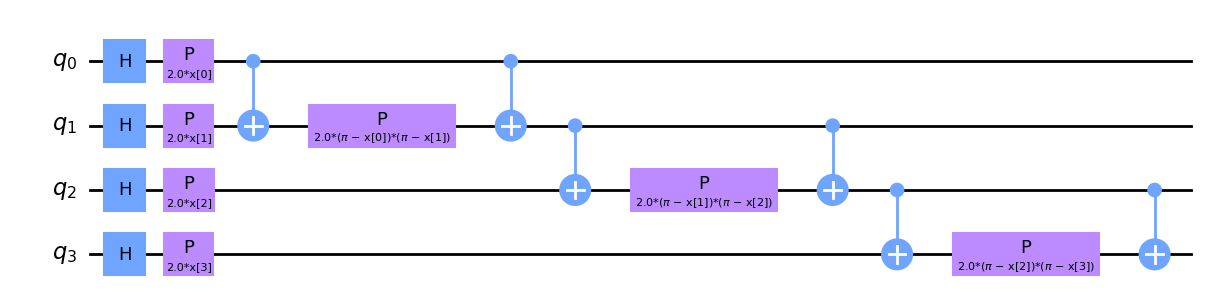 q0 H P 2.0*x[0]
q1 H P 2.0*x[1] P 2.0*(π − x[0])*(π − x[1])
q2 H P 2.0*x[2] P 2.0*(π − x[1])*(π − x[2])
q3 H P 2.0*x[3] P 2.0*(π − x[2])*(π − x[3])